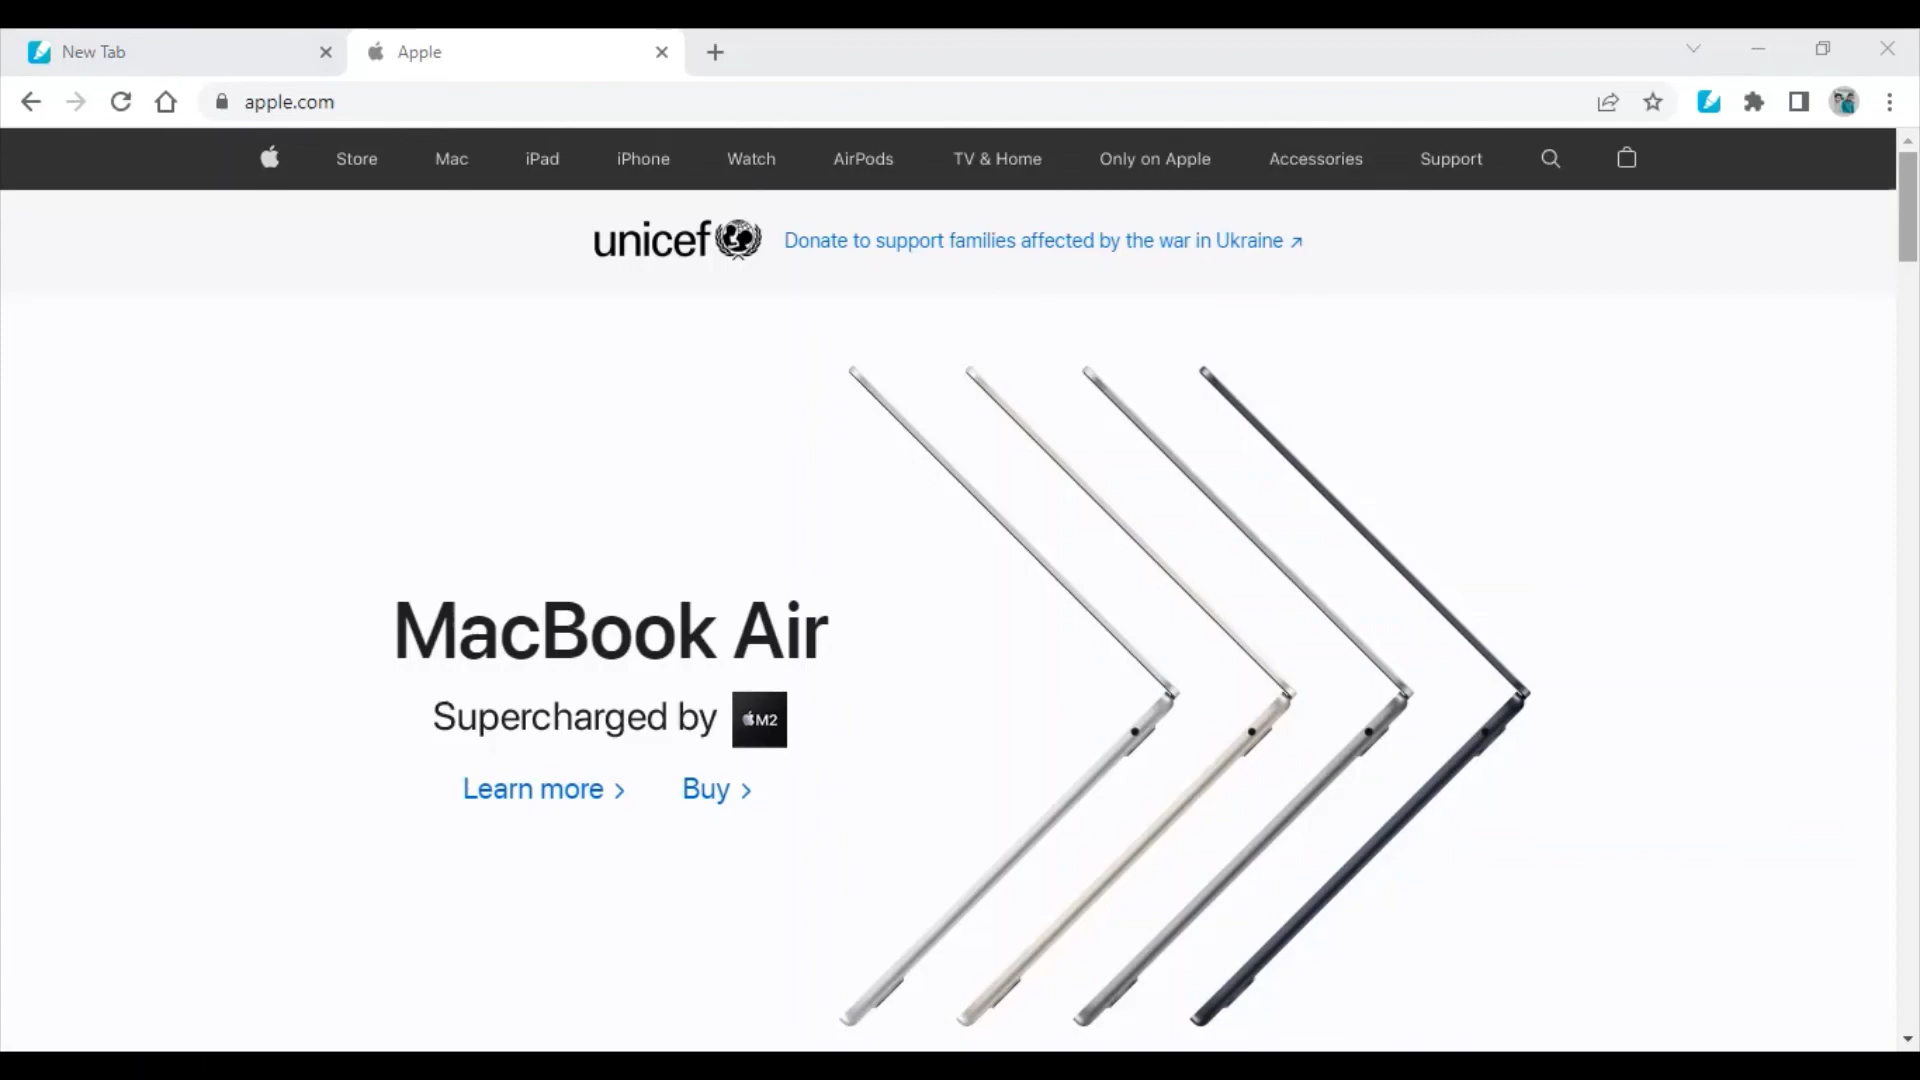 New Tab
Apple
apple.com
Store Mac iPad iPhone Watch AirPods TV & Home Only on Apple Accessories Support
unicef Donate to support families affected by the war in Ukraine
MacBook Air
Supercharged by M2
Learn more Buy